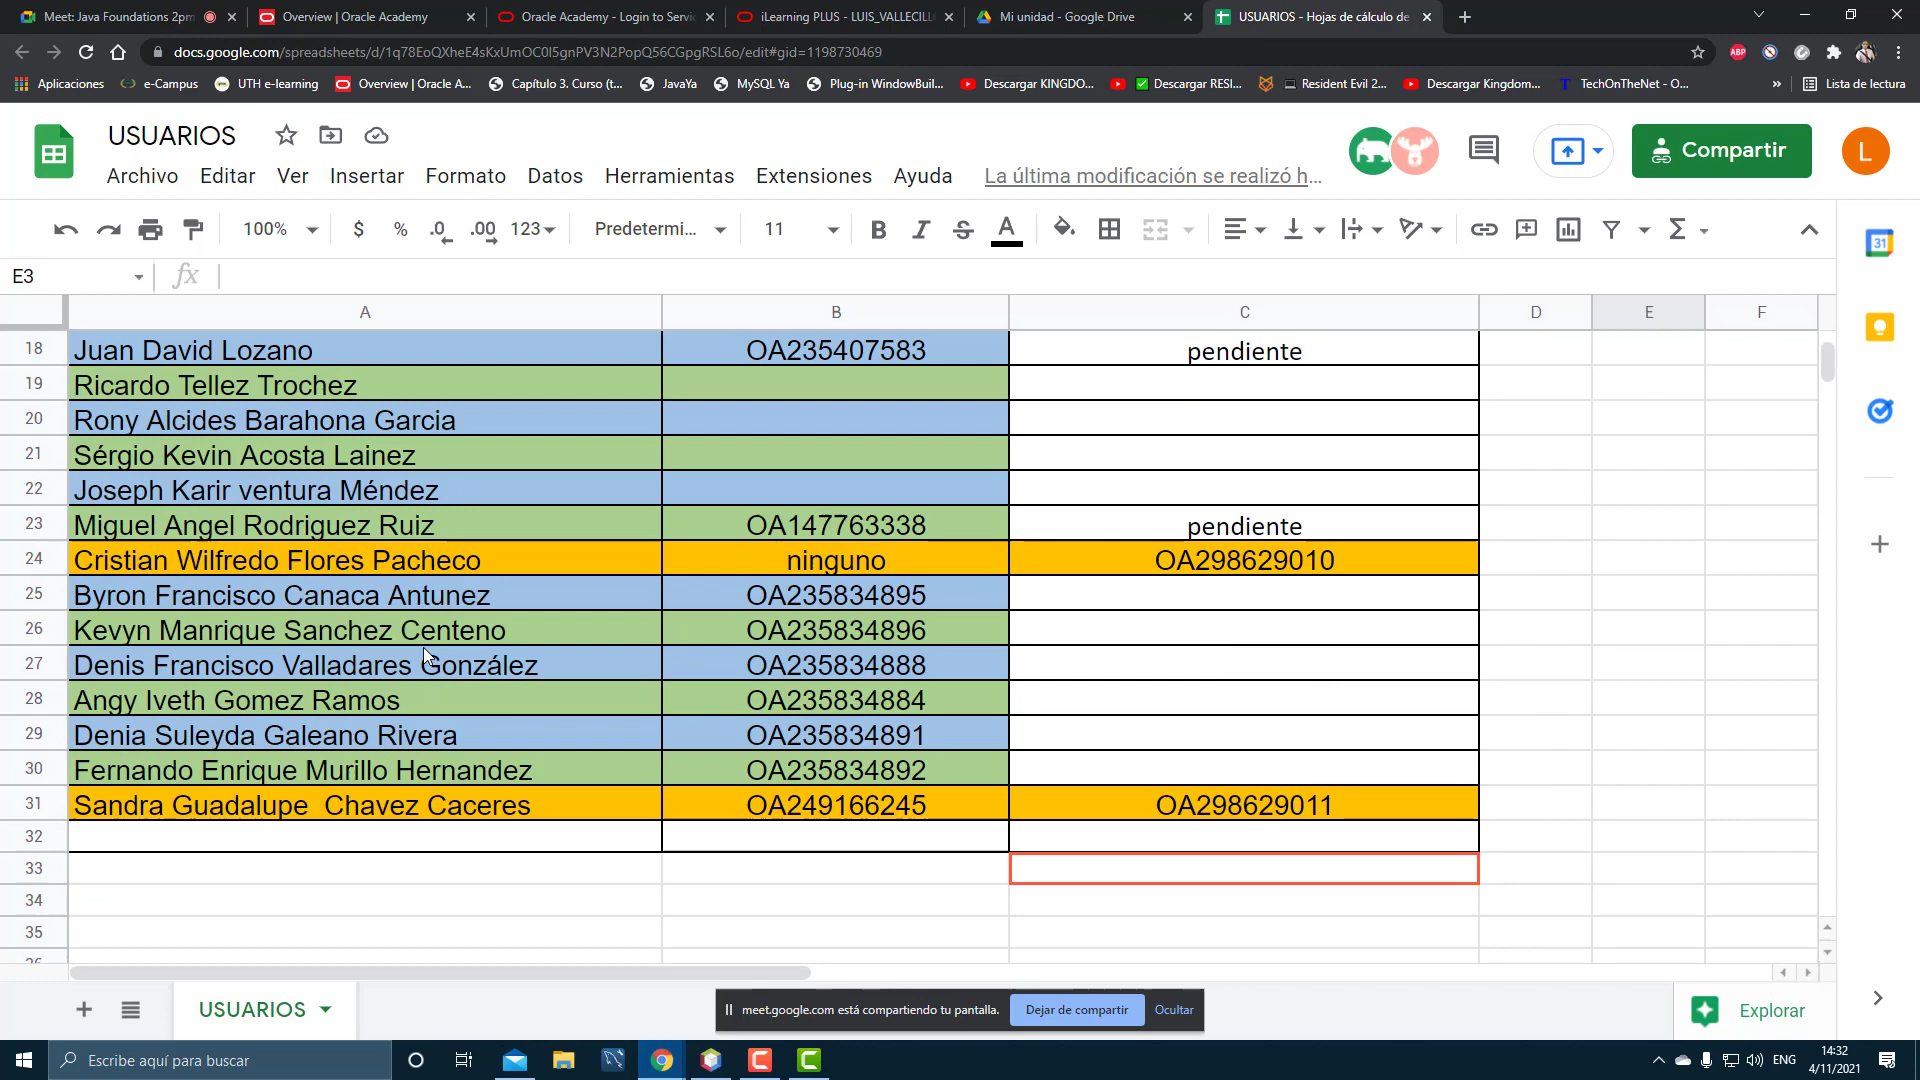 Meet: Java Foundations 2pm
Overview | Oracle Academy
Oracle Academy - Login to Servic
iLearning PLUS - LUIS_VALLECILL
Mi unidad - Google Drive
USUARIOS - Hojas de cálculo de
docs.google.com/spreadsheets/d/1q78EoQXheE4sKxUmOC0I5gnPV3N2PopQ56CGpgRSL6o/edit#gid=1198730469
ABP
Aplicaciones
e-Campus
UTH e-learning
Overview | Oracle A...
Capítulo 3. Curso (t...
JavaYa
MySQL Ya
Plug-in WindowBuil...
Descargar KINGDO...
Descargar RESI...
Resident Evil 2...
Descargar Kingdom...
TechOnTheNet - O...
»
Lista de lectura
USUARIOS
Compartir
L
Archivo
Editar
Ver
Insertar
Formato
Datos
Herramientas
Extensiones
Ayuda
La última modificación se realizó h...
100%
$
%
.0
.00
123
Predetermi...
11
B
I
S
A
Σ
31
E3
fx
A
B
C
D
E
F
18 Juan David Lozano OA235407583 pendiente
19 Ricardo Tellez Trochez
20 Rony Alcides Barahona Garcia
21 Sérgio Kevin Acosta Lainez
22 Joseph Karir ventura Méndez
23 Miguel Angel Rodriguez Ruiz OA147763338 pendiente
24 Cristian Wilfredo Flores Pacheco ninguno OA298629010
25 Byron Francisco Canaca Antunez OA235834895
26 Kevyn Manrique Sanchez Centeno OA235834896
27 Denis Francisco Valladares González OA235834888
28 Angy Iveth Gomez Ramos OA235834884
29 Denia Suleyda Galeano Rivera OA235834891
30 Fernando Enrique Murillo Hernandez OA235834892
31 Sandra Guadalupe  Chavez Caceres OA249166245 OA298629011
32
33
34
35
USUARIOS
meet.google.com está compartiendo tu pantalla.
Dejar de compartir
Ocultar
Explorar
Escribe aquí para buscar
ENG
14:32
4/11/2021